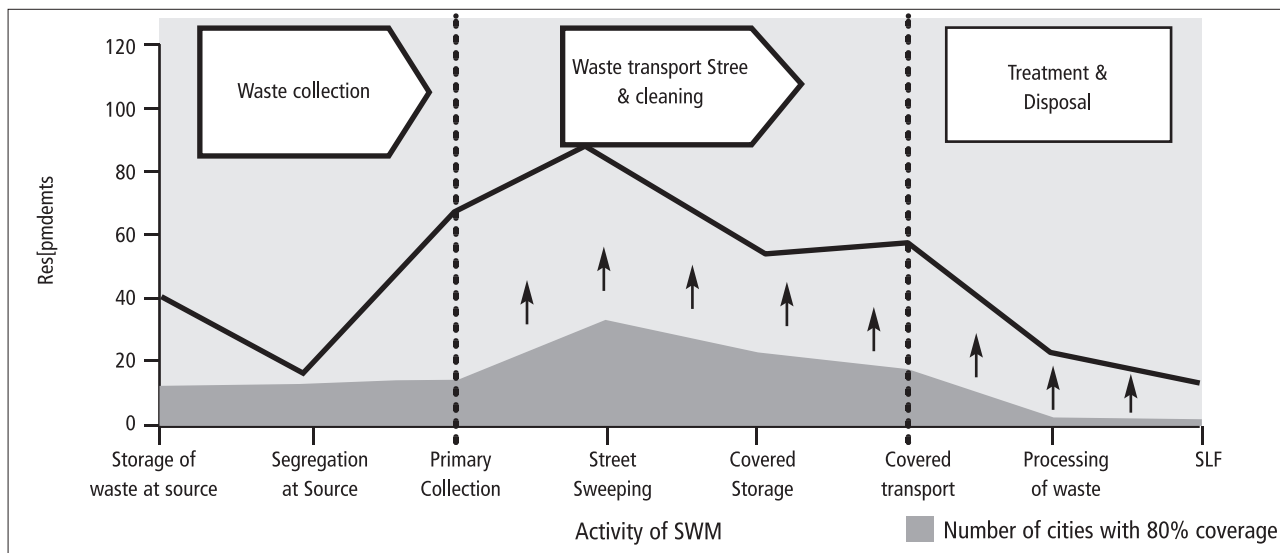 120
100
80
60
40
20
0
Res[pmdemts
Waste collection
Waste transport Stree
& cleaning
Treatment &
Disposal
Storage of
waste at source
Segregation
at Source
Primary
Collection
Street
Sweeping
Covered
Storage
Covered
transport
Processing
of waste
SLF
Activity of SWM
Number of cities with 80% coverage